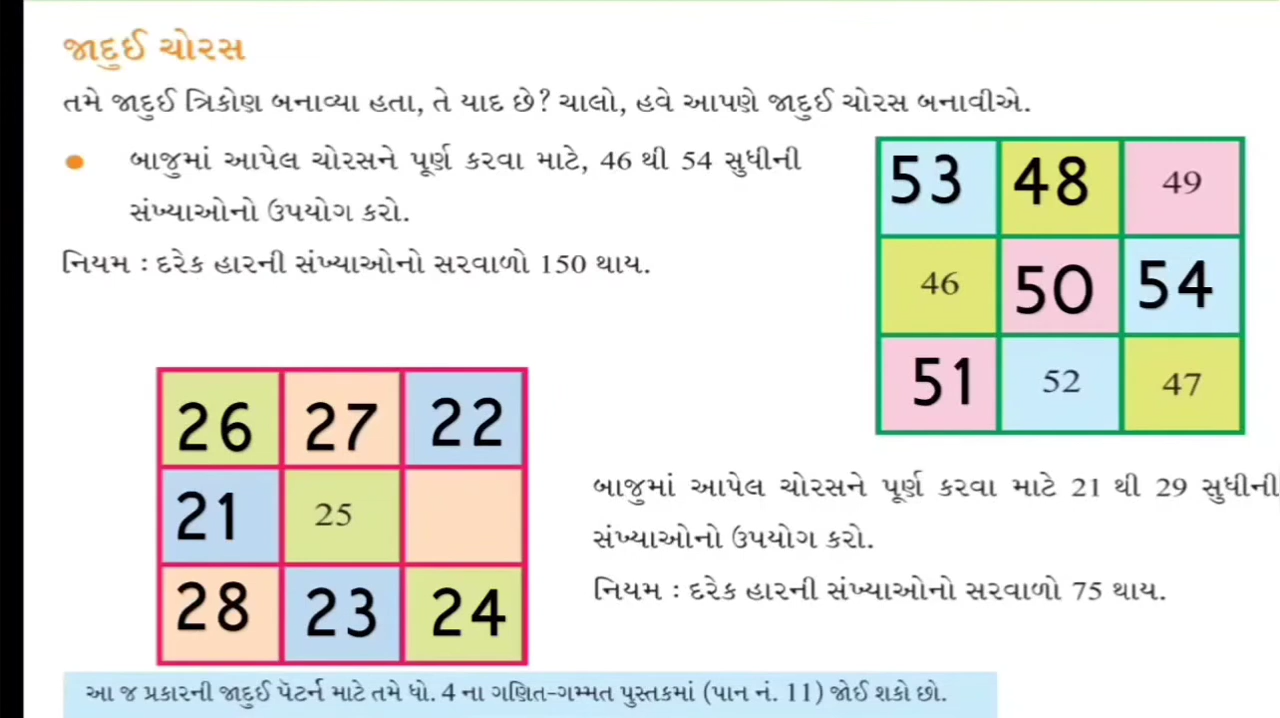 જાદુઈ ચોરસ
તમે જાદુઈ ત્રિકોણ બનાવ્યા હતા, તે યાદ છે? ચાલો, હવે આપણે જાદુઈ ચોરસ બનાવીએ.
બાજુમાં આપેલ ચોરસને પૂર્ણ કરવા માટે, 46 થી 54 સુધીની
સંખ્યાઓનો ઉપયોગ કરો.
નિયમ : દરેક હારની સંખ્યાઓનો સરવાળો 150 થાય.
53 48 49
46 50 54
51 52 47
26 27 22
21 25
28 23 24
બાજુમાં આપેલ ચોરસને પૂર્ણ કરવા માટે 21 થી 29 સુધીની
સંખ્યાઓનો ઉપયોગ કરો.
નિયમ : દરેક હારની સંખ્યાઓનો સરવાળો 75 થાય.
આ જ પ્રકારની જાદુઈ પૅટર્ન માટે તમે ધો. 4 ના ગણિત-ગમ્મત પુસ્તકમાં (પાન નં. 11) જોઈ શકો છો.